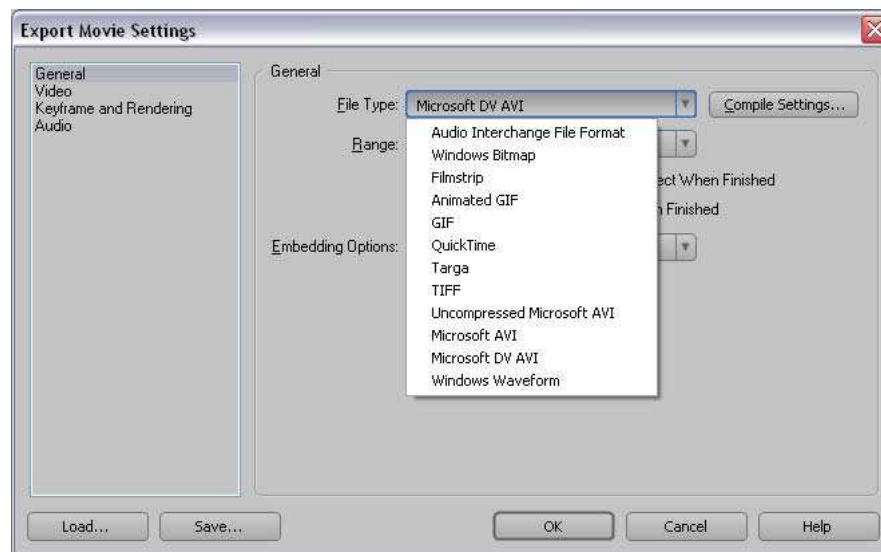 Export Movie Settings
General
Video
Keyframe and Rendering
Audio
General
File Type:
Microsoft DV AVI
Compile Settings...
Audio Interchange File Format
Windows Bitmap
Filmstrip
Animated GIF
GIF
QuickTime
Targa
TIFF
Uncompressed Microsoft AVI
Microsoft AVI
Microsoft DV AVI
Windows Waveform
Range:
When Finished
Finished
Embedding Options:
Load...
Save...
OK
Cancel
Help